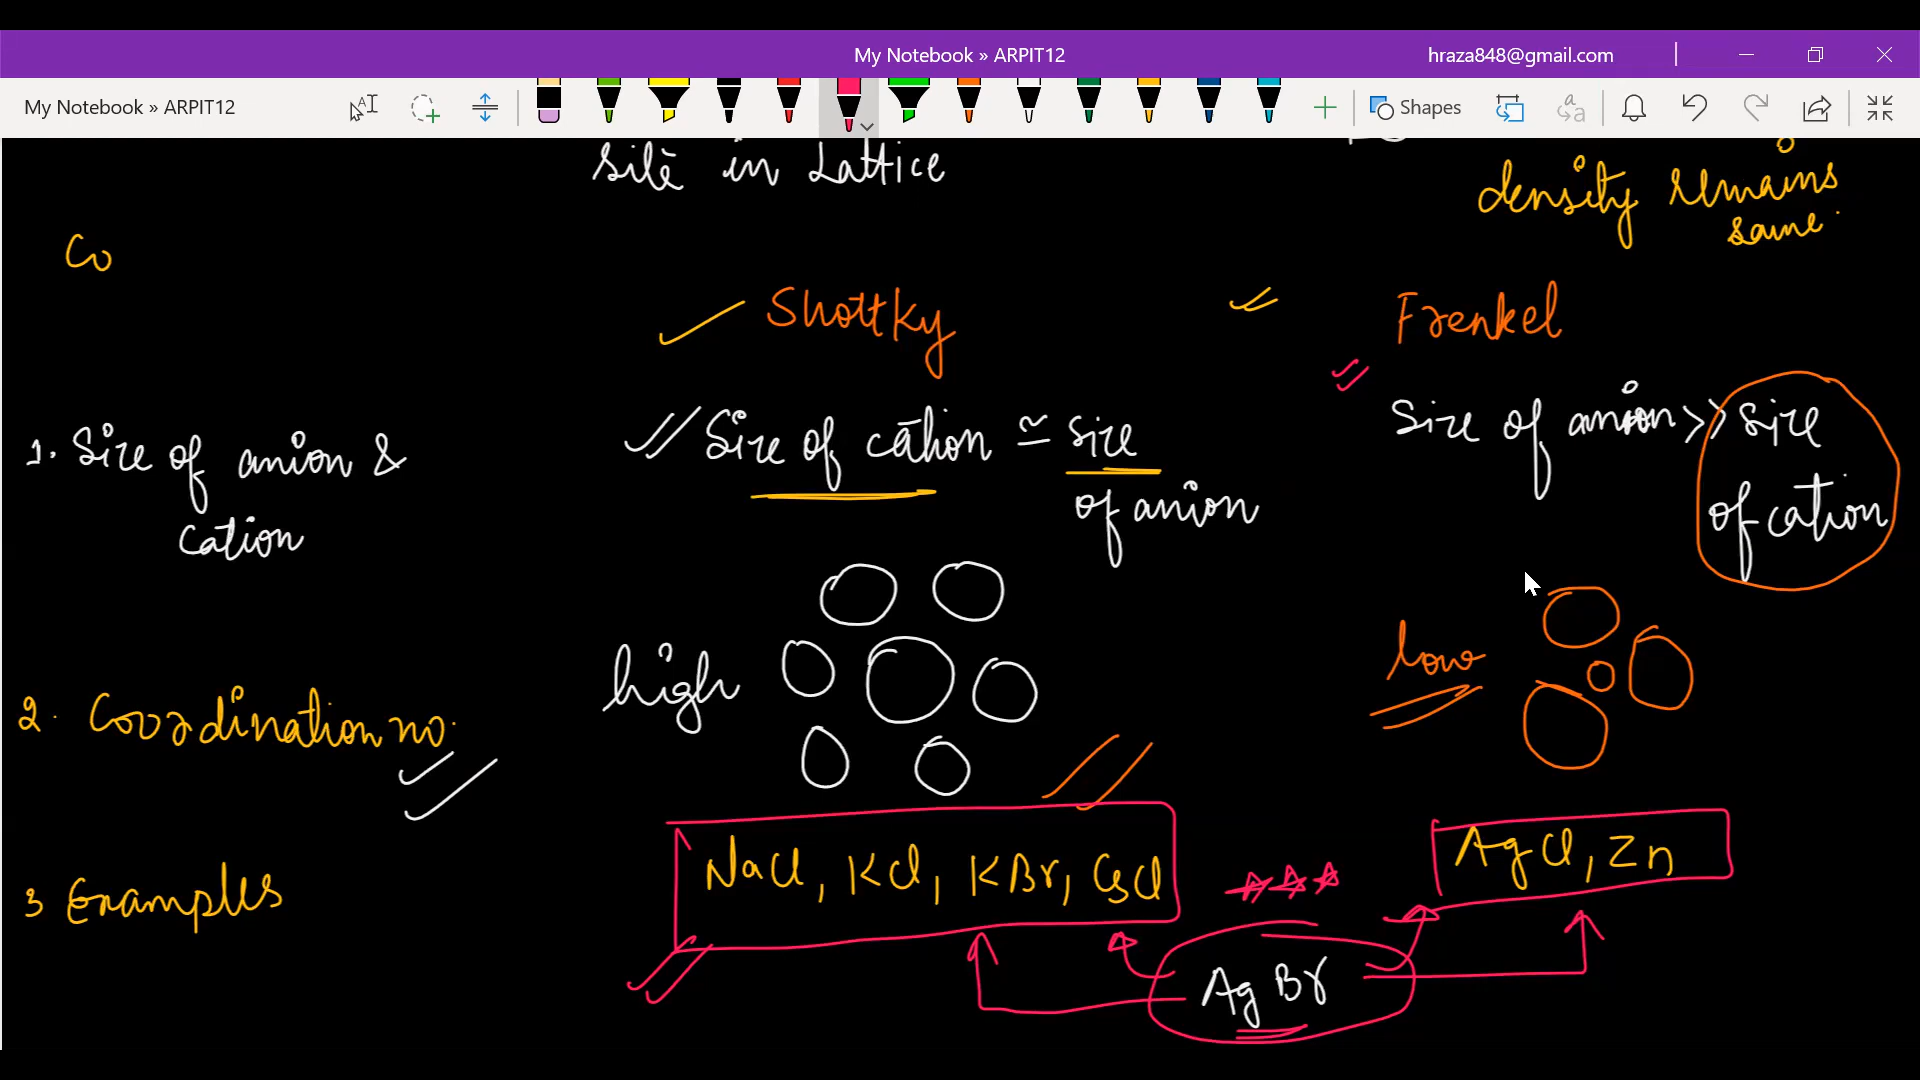 My Notebook » ARPIT12
hraza848@gmail.com
My Notebook » ARPIT12
Shapes
site in Lattice
density remains
same
Co
Shottky
Frenkel
1. Size of anion &
cation
Size of cation ≃ size
of anion
Size of anion >> size
of cation
2. Coordination no.
high
low
3 Examples
NaCl, KCl, KBr, CsCl
AgCl, Zn
AgBr